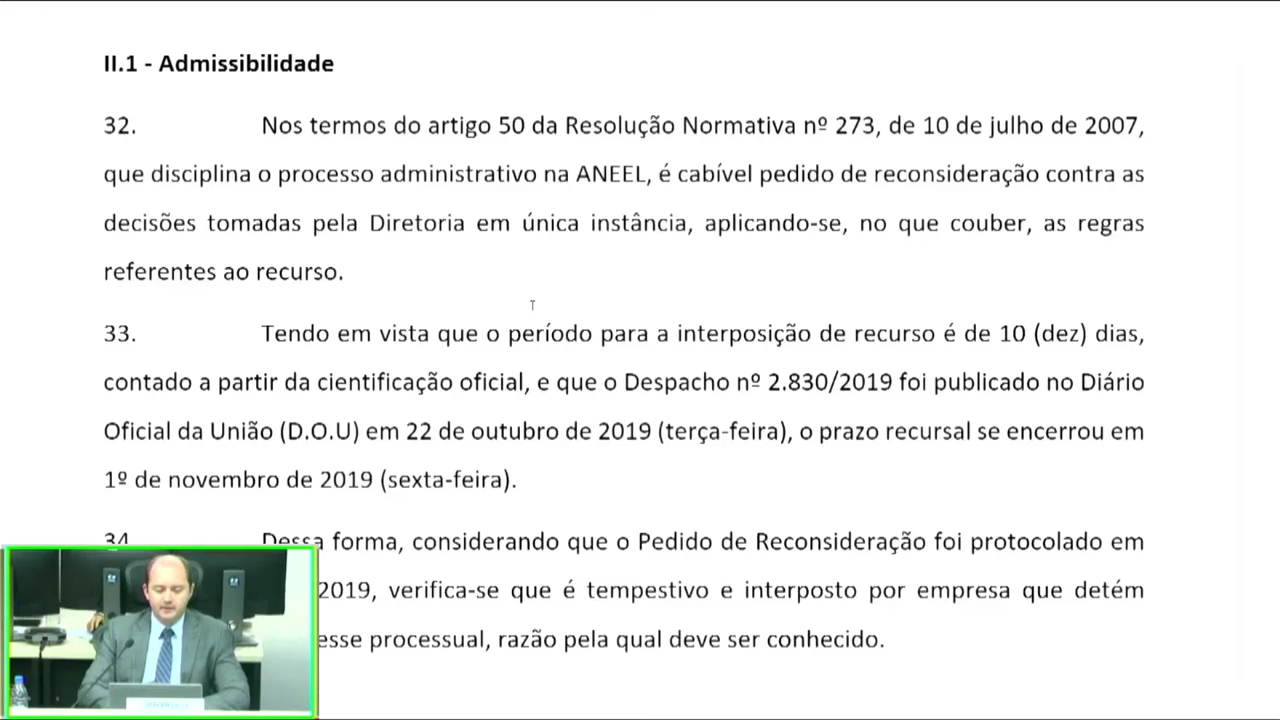 II.1 - Admissibilidade
32. Nos termos do artigo 50 da Resolução Normativa nº 273, de 10 de julho de 2007,
que disciplina o processo administrativo na ANEEL, é cabível pedido de reconsideração contra as
decisões tomadas pela Diretoria em única instância, aplicando-se, no que couber, as regras
referentes ao recurso.
33. Tendo em vista que o período para a interposição de recurso é de 10 (dez) dias,
contado a partir da cientificação oficial, e que o Despacho nº 2.830/2019 foi publicado no Diário
Oficial da União (D.O.U) em 22 de outubro de 2019 (terça-feira), o prazo recursal se encerrou em
1º de novembro de 2019 (sexta-feira).
34. Dessa forma, considerando que o Pedido de Reconsideração foi protocolado em
2019, verifica-se que é tempestivo e interposto por empresa que detém
esse processual, razão pela qual deve ser conhecido.